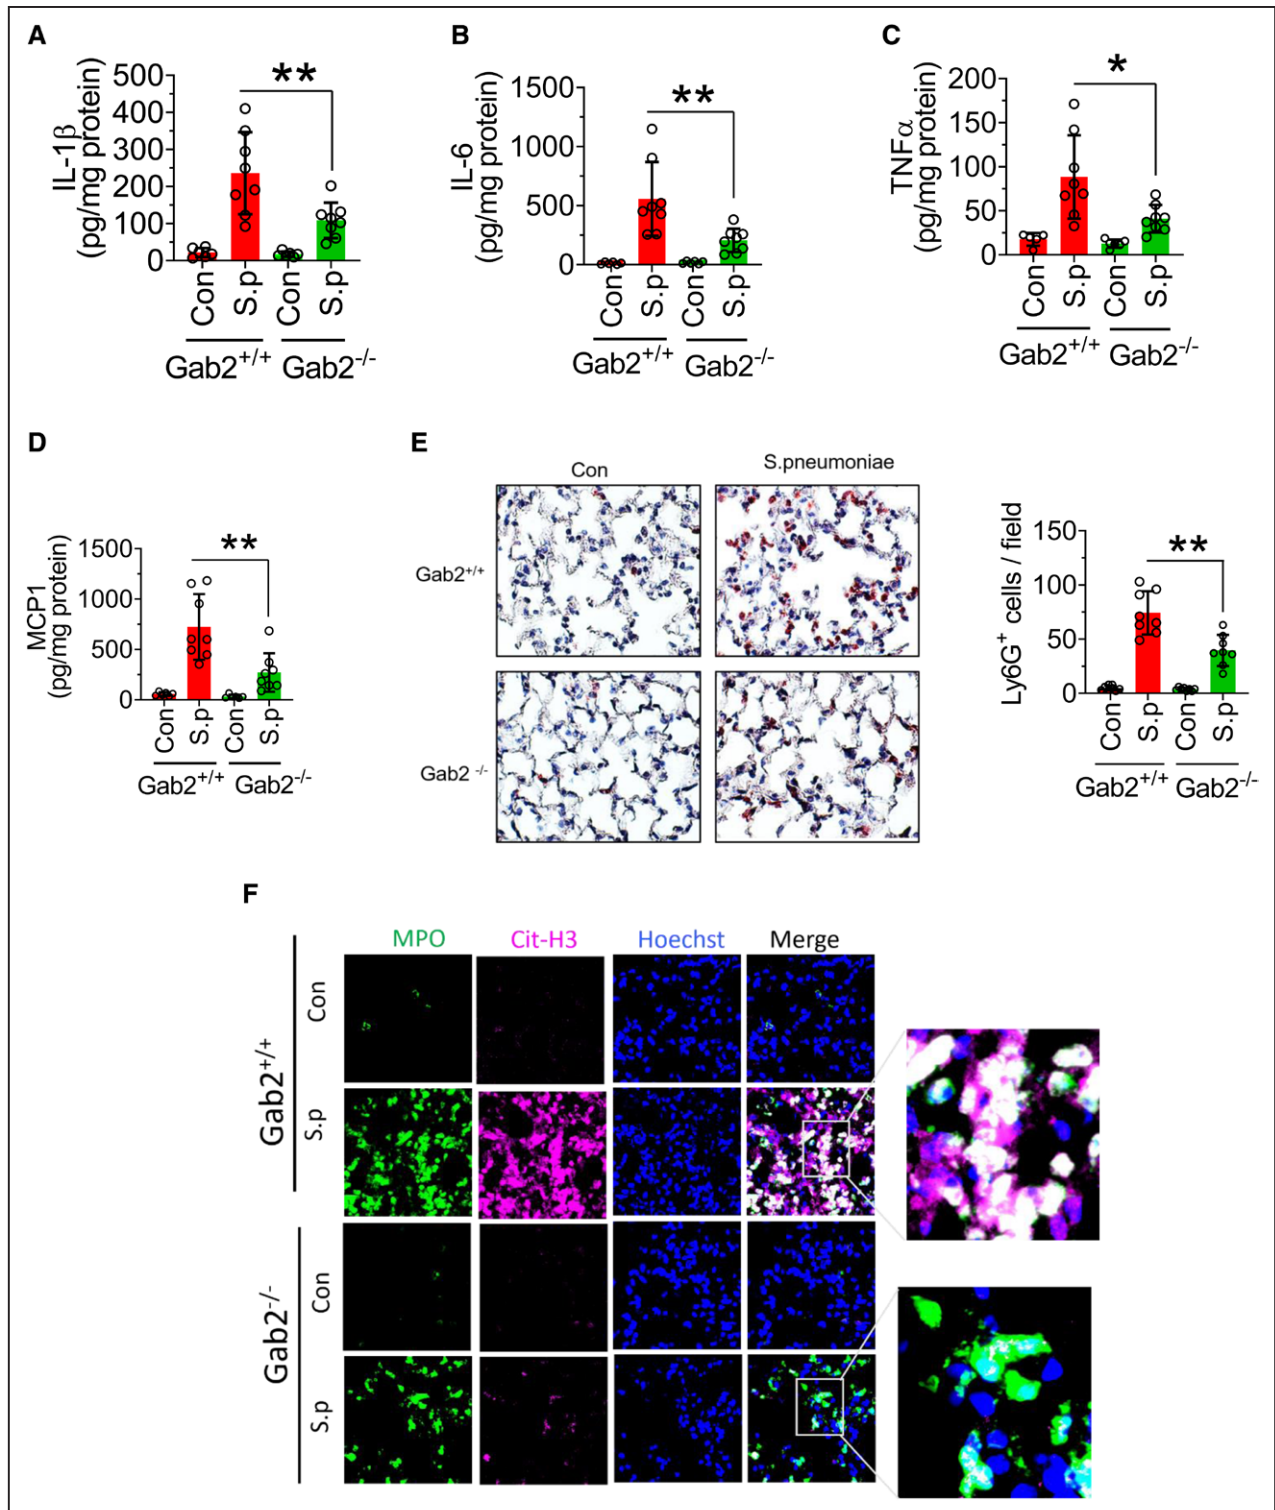 A
IL-1β
(pg/mg protein)
500
400
300
200
100
0
**
Con
S.p
Con
S.p
Gab2+/+
Gab2-/-
B
IL-6
(pg/mg protein)
1500
1000
500
0
**
Con
S.p
Con
S.p
Gab2+/+
Gab2-/-
C
TNFα
(pg/mg protein)
200
150
100
50
0
*
Con
S.p
Con
S.p
Gab2+/+
Gab2-/-
D
MCP1
(pg/mg protein)
1500
1000
500
0
**
Con
S.p
Con
S.p
Gab2+/+
Gab2-/-
E
Con
S.pneumoniae
Gab2+/+
Gab2 -/-
Ly6G+ cells / field
150
100
50
0
**
Con
S.p
Con
S.p
Gab2+/+
Gab2-/-
F
MPO
Cit-H3
Hoechst
Merge
Gab2+/+
Con
S.p
Gab2-/-
Con
S.p